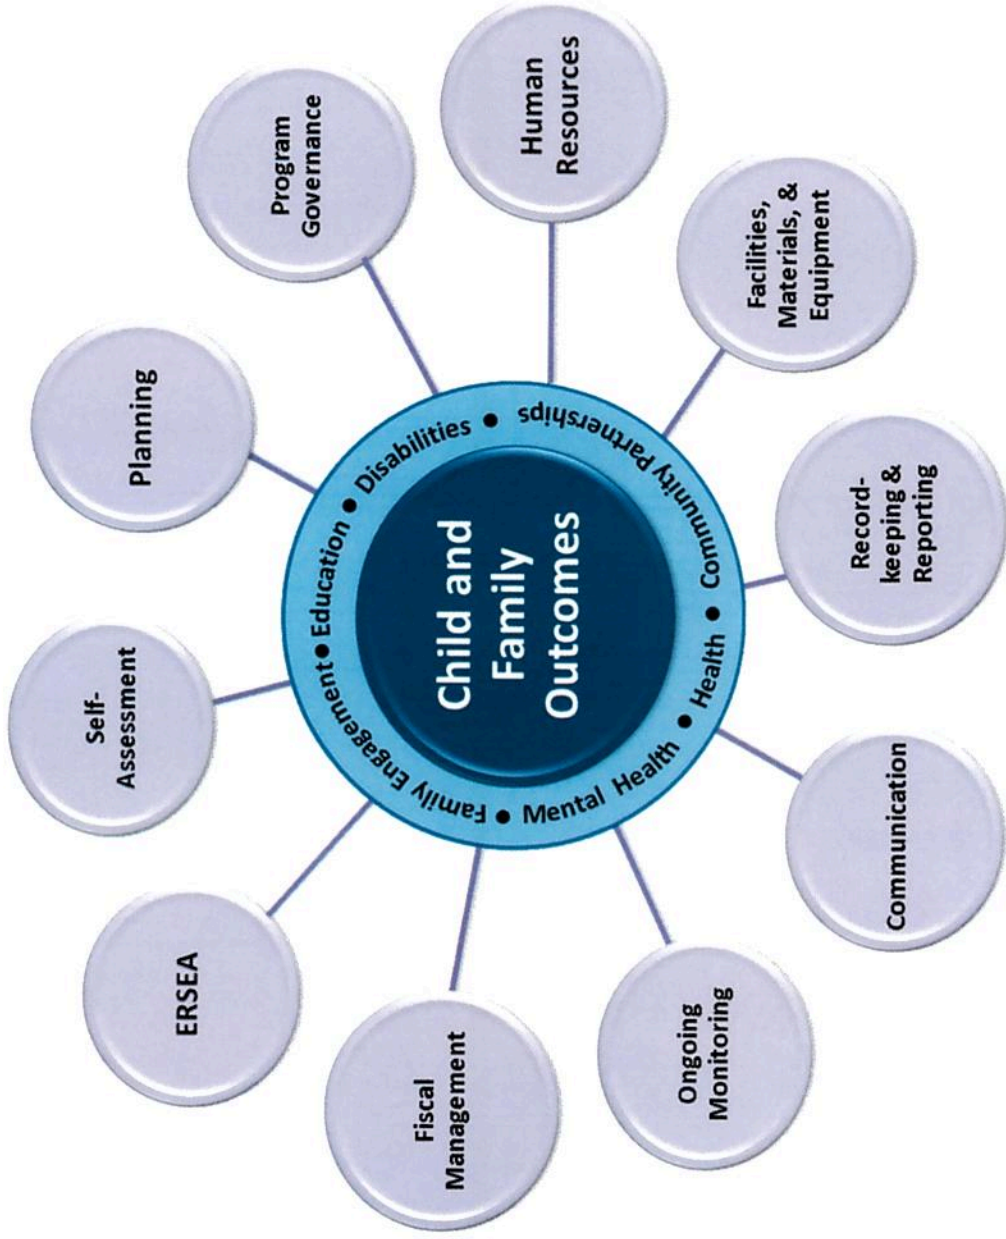 Self-
Assessment
Planning
Program
Governance
Human
Resources
Facilities,
Materials, &
Equipment
Record-
keeping &
Reporting
Communication
Ongoing
Monitoring
Fiscal
Management
ERSEA
Family Engagement • Education • Disabilities • Community Partnerships • Health • Mental Health •
Child and
Family
Outcomes